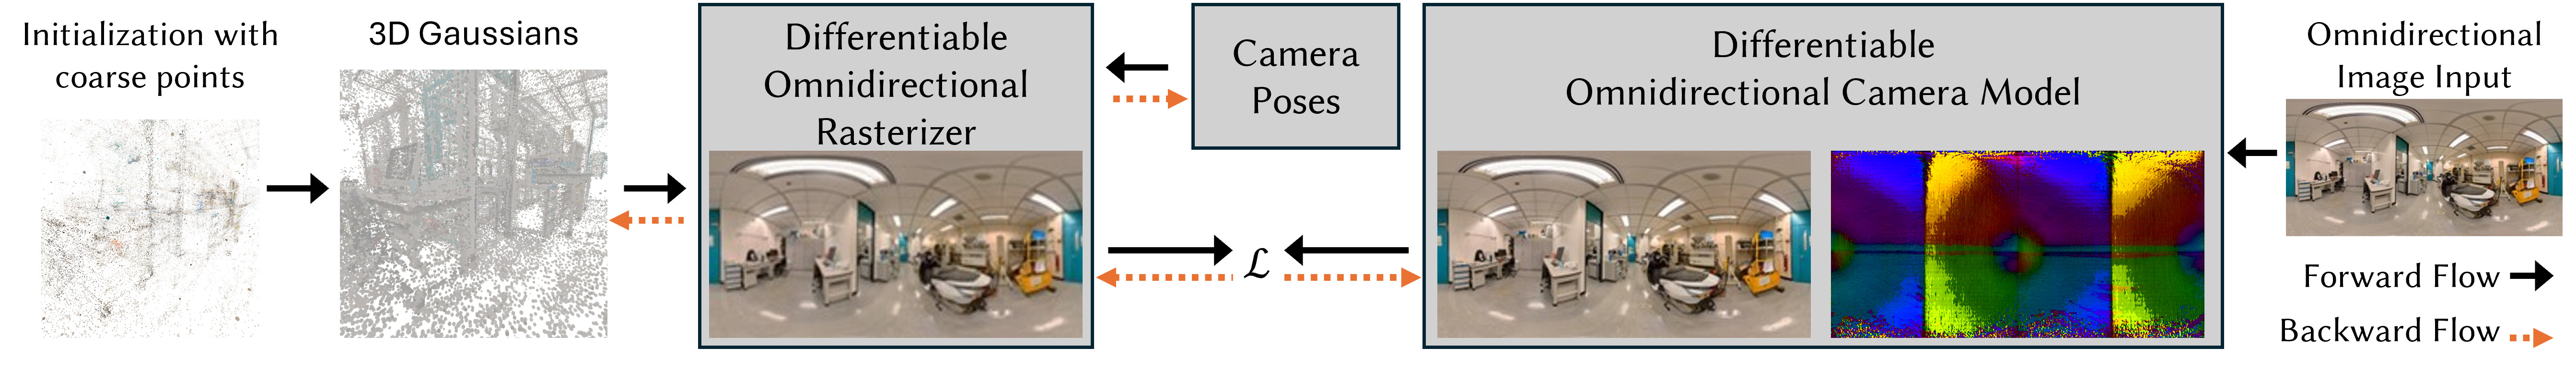 Initialization with
coarse points
3D Gaussians
Differentiable
Omnidirectional
Rasterizer
Camera
Poses
ℒ
Differentiable
Omnidirectional Camera Model
Omnidirectional
Image Input
Forward Flow
Backward Flow